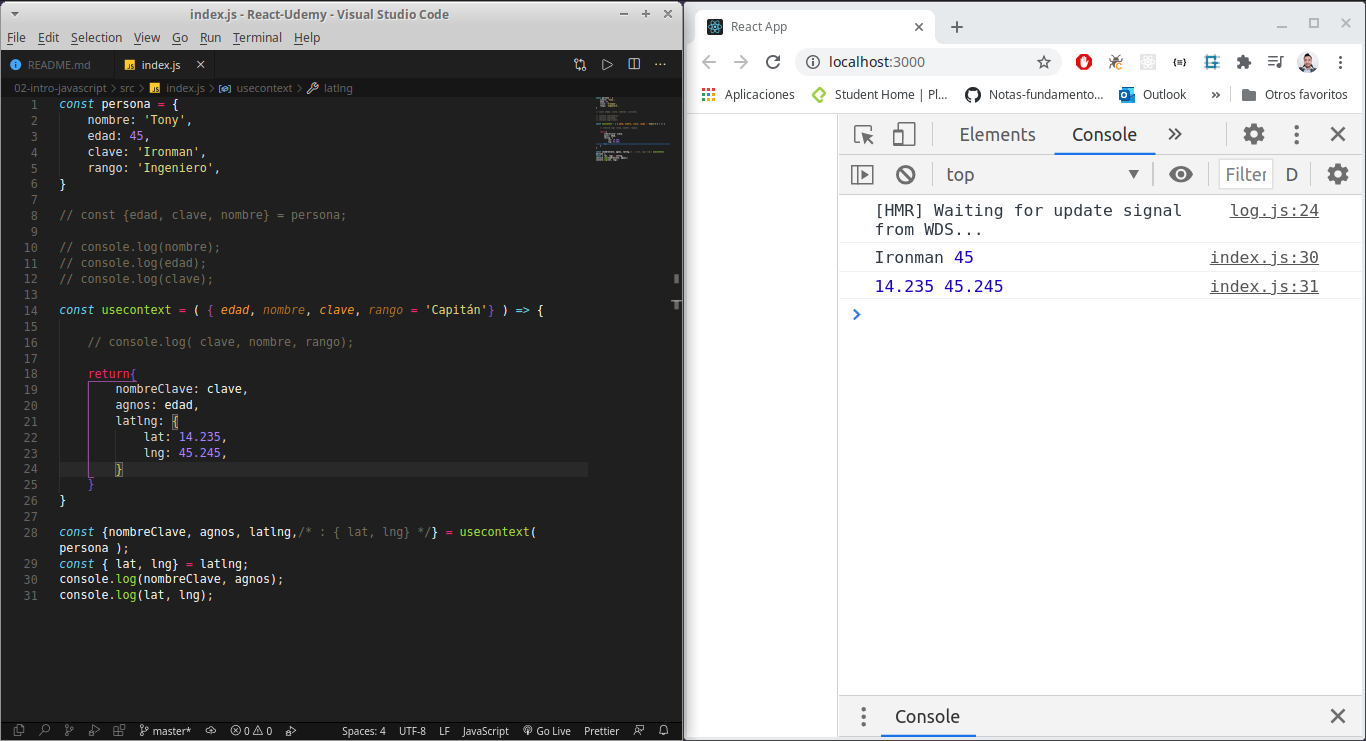 index.js - React-Udemy - Visual Studio Code
File Edit Selection View Go Run Terminal Help
README.md
index.js
02-intro-javascript > src > index.js > usecontext > latlng
1 const persona = {
2 nombre: 'Tony',
3 edad: 45,
4 clave: 'Ironman',
5 rango: 'Ingeniero',
6 }
7
8 // const {edad, clave, nombre} = persona;
9
10 // console.log(nombre);
11 // console.log(edad);
12 // console.log(clave);
13
14 const usecontext = ( { edad, nombre, clave, rango = 'Capitán'} ) => {
15
16 // console.log( clave, nombre, rango);
17
18 return{
19 nombreClave: clave,
20 agnos: edad,
21 latlng: {
22 lat: 14.235,
23 lng: 45.245,
24 }
25 }
26 }
27
28 const {nombreClave, agnos, latlng,/* : { lat, lng} */} = usecontext(
persona );
29 const { lat, lng} = latlng;
30 console.log(nombreClave, agnos);
31 console.log(lat, lng);
master* 0 0 Spaces: 4 UTF-8 LF JavaScript Go Live Prettier
React App
localhost:3000
Aplicaciones Student Home | Pl... Notas-fundamento... Outlook » Otros favoritos
Elements Console
top Filter D
[HMR] Waiting for update signal log.js:24
from WDS...
Ironman 45 index.js:30
14.235 45.245 index.js:31
Console